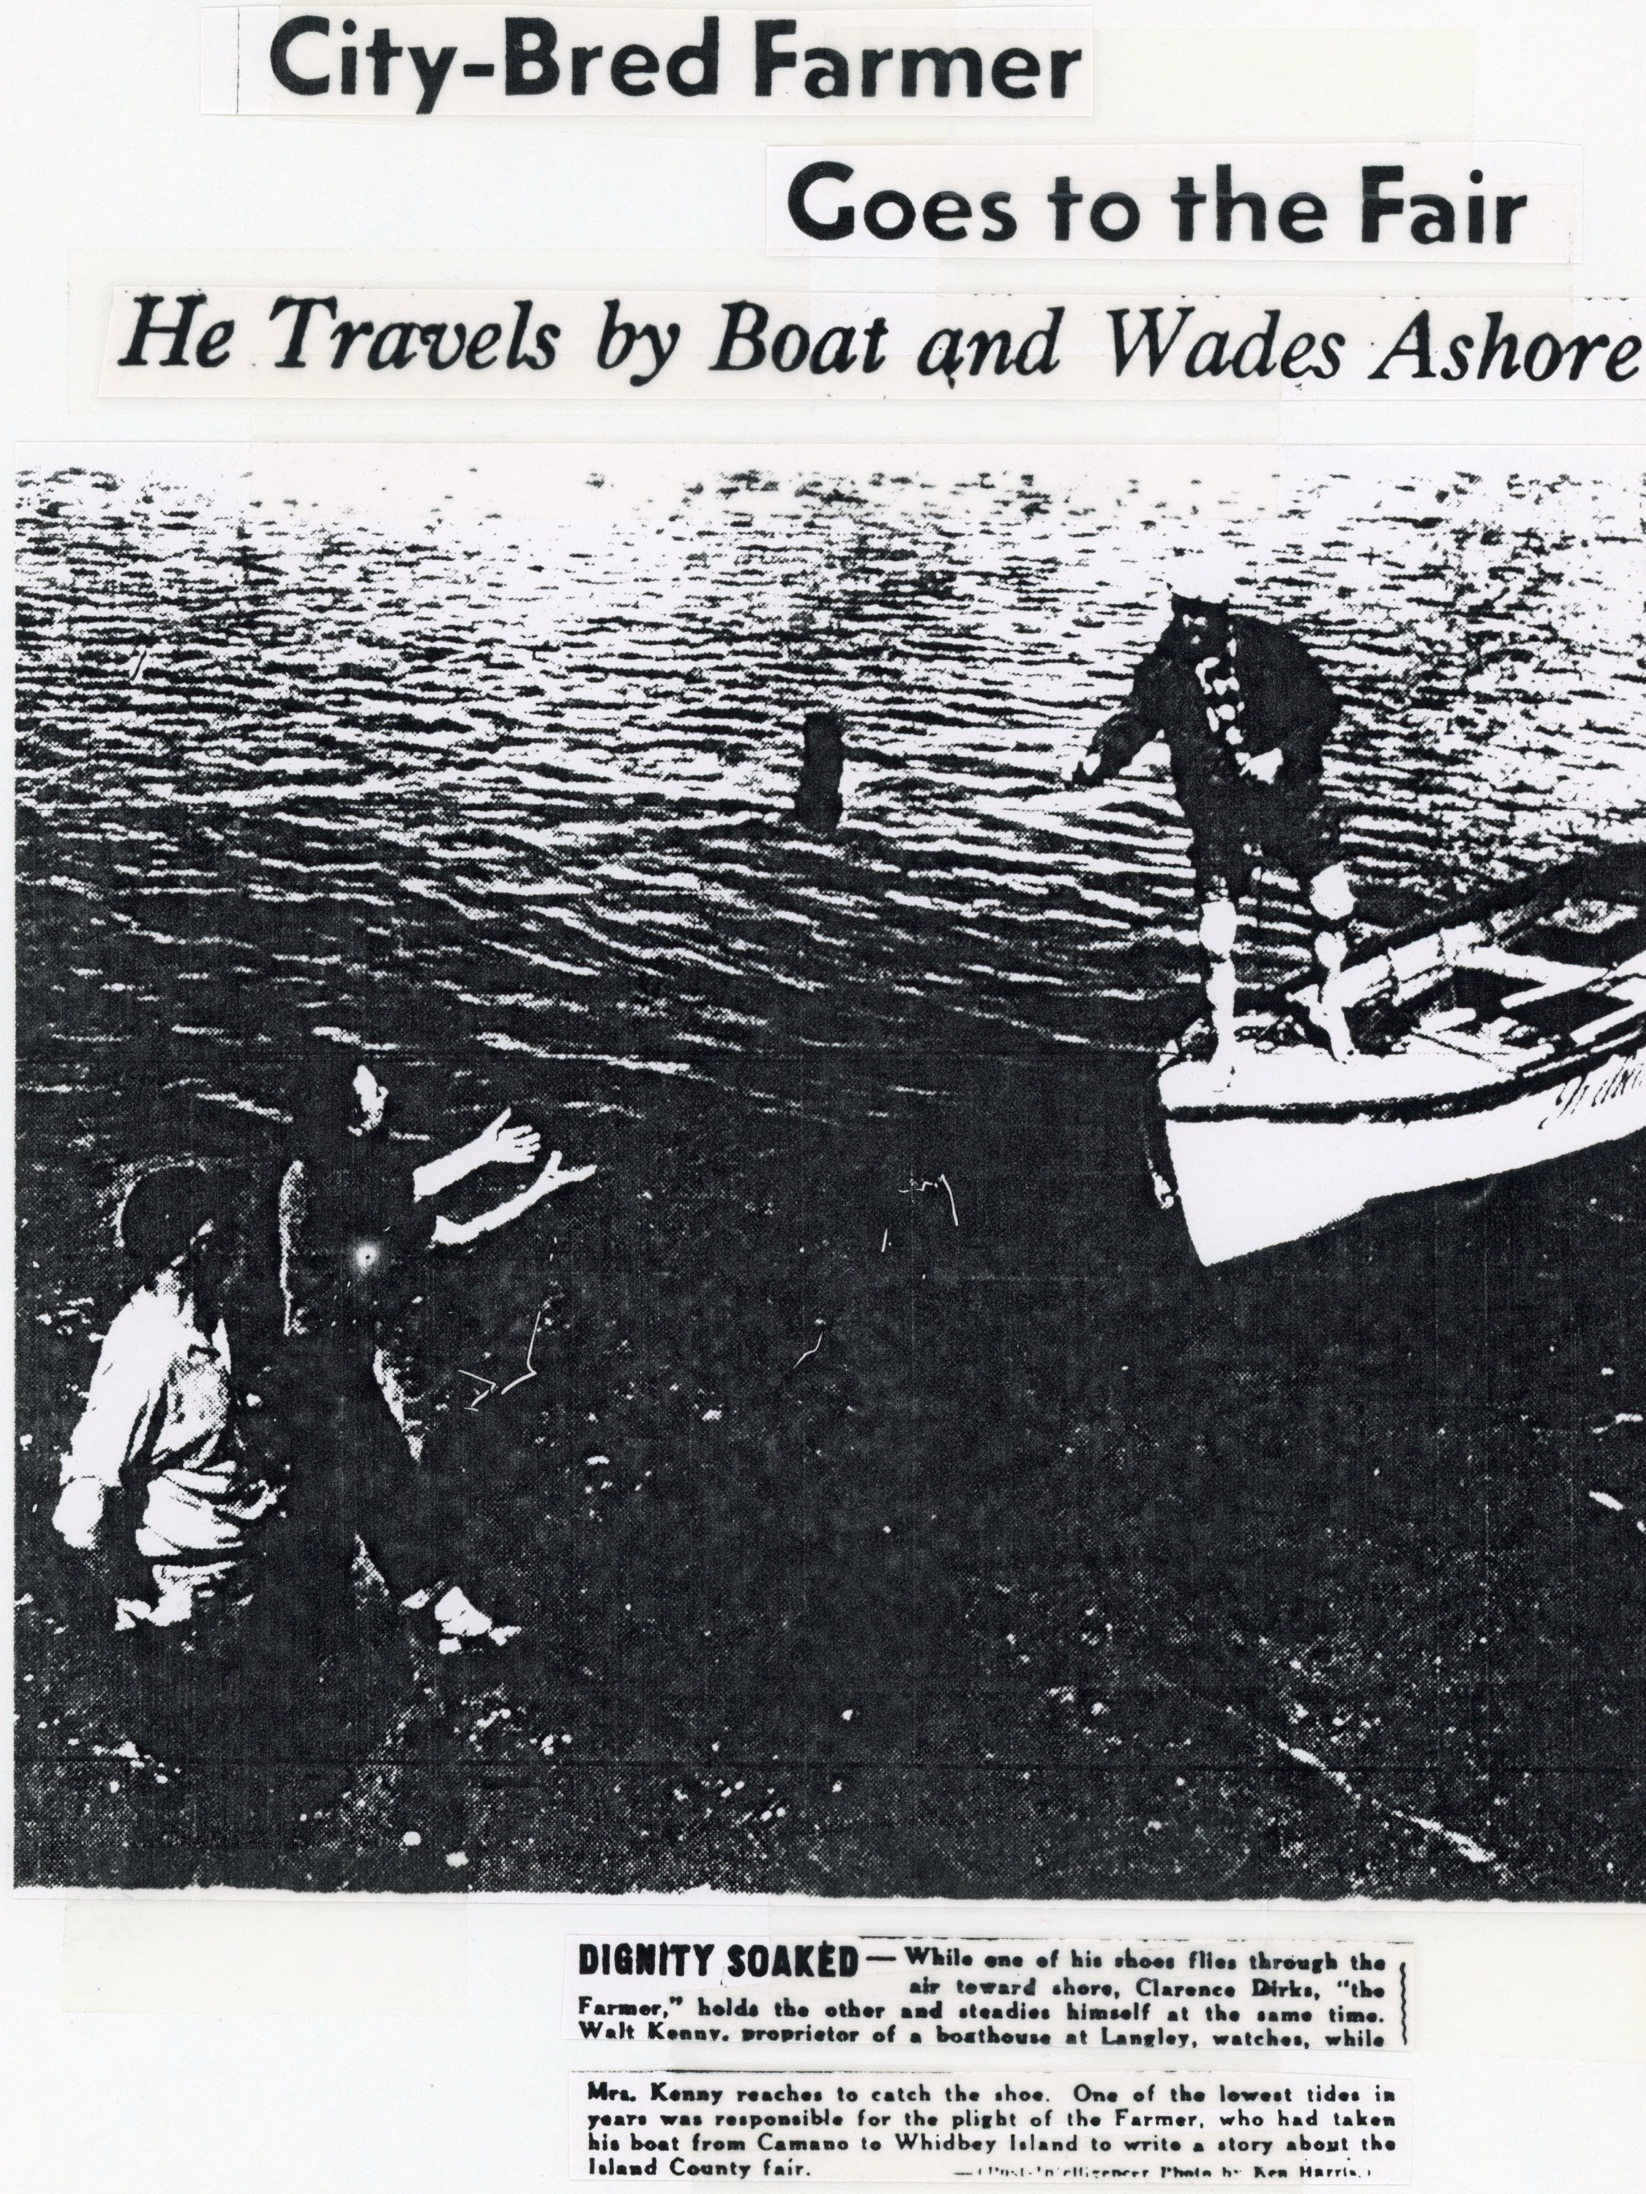 City-Bred Farmer
Goes to the Fair
He Travels by Boat and Wades Ashore
DIGNITY SOAKED — While one of his shoes flies through the
air toward shore, Clarence Dirks, "the
Farmer," holds the other and steadies himself at the same time.
Walt Kenny, proprietor of a boathouse at Langley, watches, while
Mrs. Kenny reaches to catch the shoe. One of the lowest tides in
years was responsible for the plight of the Farmer, who had taken
his boat from Camano to Whidbey Island to write a story about the
Island County fair. —(Post-Intelligencer Photo by Ken Harris.)